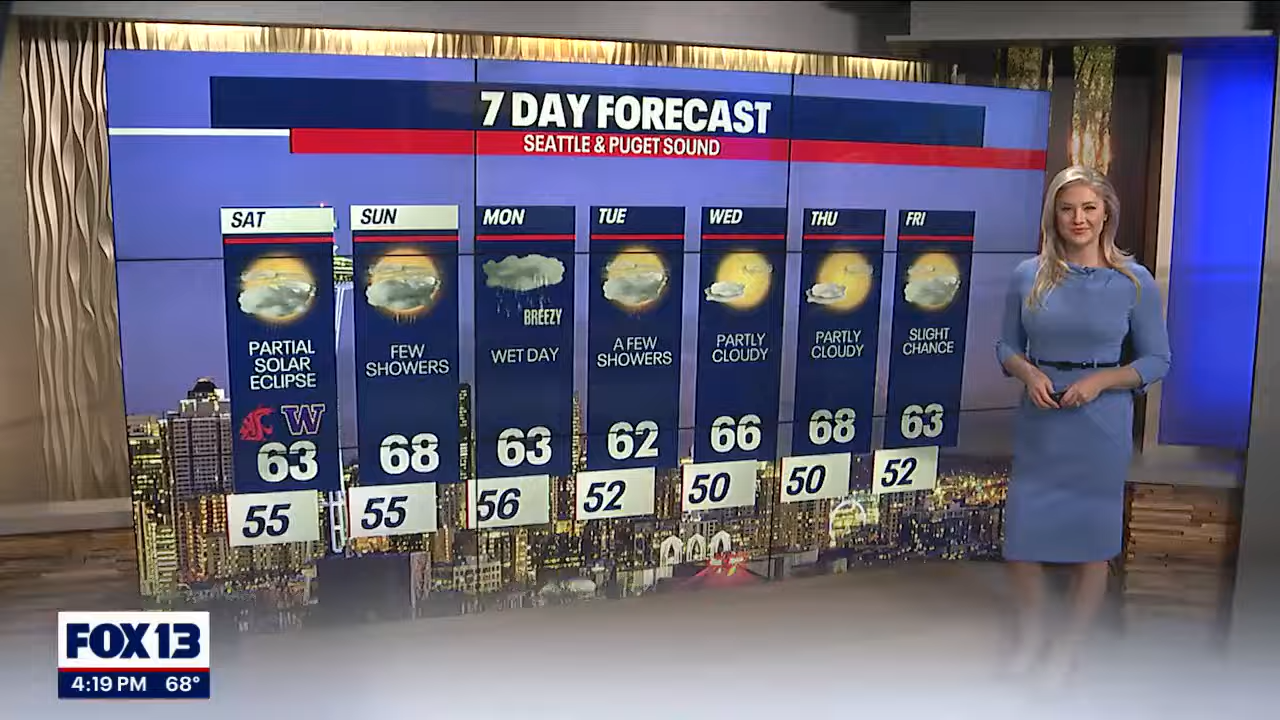 7 DAY FORECAST
SEATTLE & PUGET SOUND
SAT
PARTIAL
SOLAR
ECLIPSE
W
63
55
SUN
FEW
SHOWERS
68
55
MON
BREEZY
WET DAY
63
56
TUE
A FEW
SHOWERS
62
52
WED
PARTLY
CLOUDY
66
50
THU
PARTLY
CLOUDY
68
50
FRI
SLIGHT
CHANCE
63
52
FOX 13
4:19 PM 68°